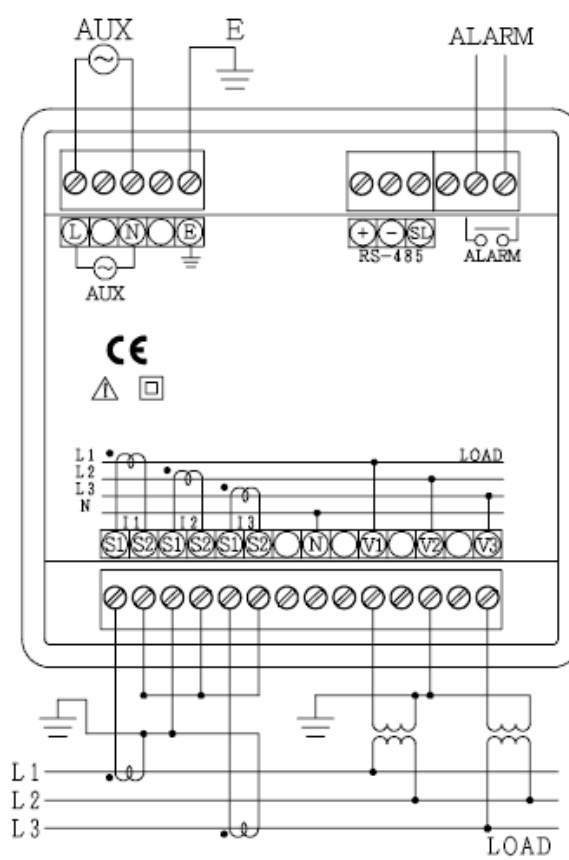 AUX E ALARM
L N E + - SL
AUX RS-485 ALARM
CE
L1 LOAD
L2
L3
N
I1 I2 I3
S1 S2 S1 S2 S1 S2 N V1 V2 V3
L1
L2
L3
LOAD